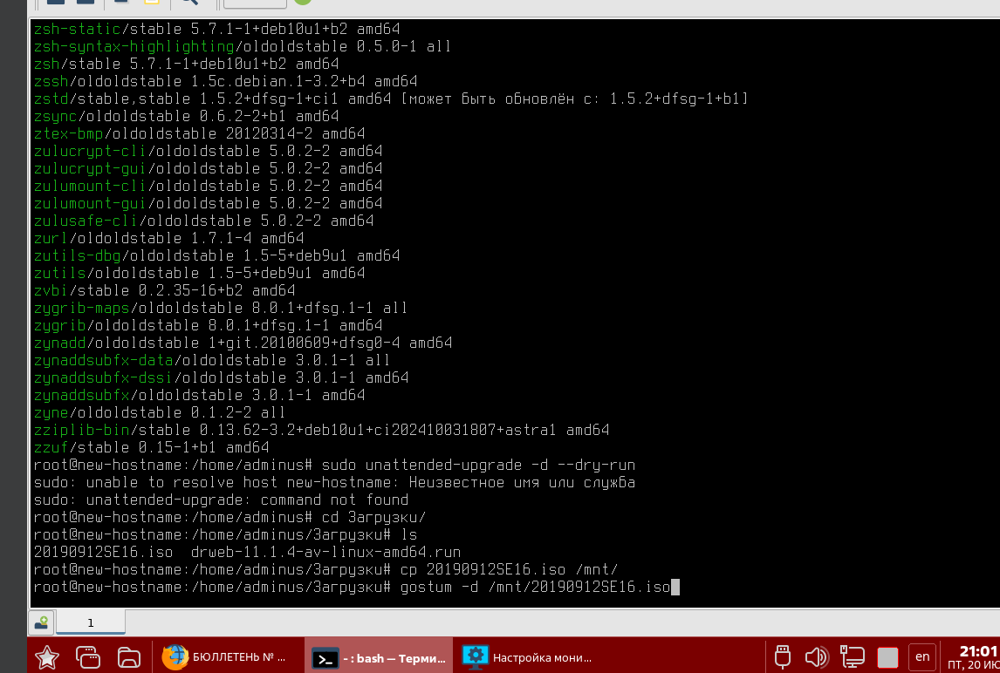 zsh-static/stable 5.7.1-1+deb10u1+b2 amd64
zsh-syntax-highlighting/oldoldstable 0.5.0-1 all
zsh/stable 5.7.1-1+deb10u1+b2 amd64
zssh/oldoldstable 1.5c.debian.1-3.2+b4 amd64
zstd/stable,stable 1.5.2+dfsg-1+ci1 amd64 [может быть обновлён с: 1.5.2+dfsg-1+b1]
zsync/oldoldstable 0.6.2-2+b1 amd64
ztex-bmp/oldoldstable 20120314-2 amd64
zulucrypt-cli/oldoldstable 5.0.2-2 amd64
zulucrypt-gui/oldoldstable 5.0.2-2 amd64
zulumount-cli/oldoldstable 5.0.2-2 amd64
zulumount-gui/oldoldstable 5.0.2-2 amd64
zulusafe-cli/oldoldstable 5.0.2-2 amd64
zurl/oldoldstable 1.7.1-4 amd64
zutils-dbg/oldoldstable 1.5-5+deb9u1 amd64
zutils/oldoldstable 1.5-5+deb9u1 amd64
zvbi/stable 0.2.35-16+b2 amd64
zygrib-maps/oldoldstable 8.0.1+dfsg.1-1 all
zygrib/oldoldstable 8.0.1+dfsg.1-1 amd64
zynadd/oldoldstable 1+git.20100609+dfsg0-4 amd64
zynaddsubfx-data/oldoldstable 3.0.1-1 all
zynaddsubfx-dssi/oldoldstable 3.0.1-1 amd64
zynaddsubfx/oldoldstable 3.0.1-1 amd64
zyne/oldoldstable 0.1.2-2 all
zziplib-bin/stable 0.13.62-3.2+deb10u1+ci202410031807+astra1 amd64
zzuf/stable 0.15-1+b1 amd64
root@new-hostname:/home/adminus# sudo unattended-upgrade -d --dry-run
sudo: unable to resolve host new-hostname: Неизвестное имя или служба
sudo: unattended-upgrade: command not found
root@new-hostname:/home/adminus# cd Загрузки/
root@new-hostname:/home/adminus/Загрузки# ls
20190912SE16.iso  drweb-11.1.4-av-linux-amd64.run
root@new-hostname:/home/adminus/Загрузки# cp 20190912SE16.iso /mnt/
root@new-hostname:/home/adminus/Загрузки# gostum -d /mnt/20190912SE16.iso
1
БЮЛЛЕТЕНЬ № ...
- : bash — Терми...
Настройка мони...
en
21:01
ПТ, 20 ИЮ